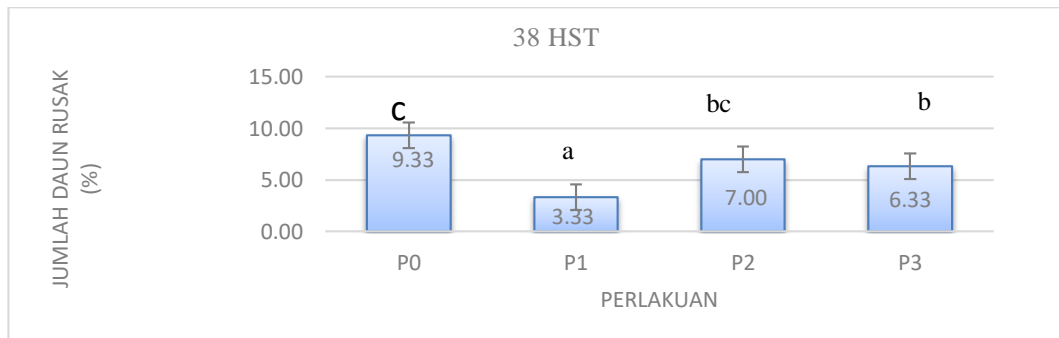 38 HST
JUMLAH DAUN RUSAK
(%)
15.00
10.00
5.00
0.00
c
a
bc
b
9.33
3.33
7.00
6.33
P0
P1
P2
P3
PERLAKUAN